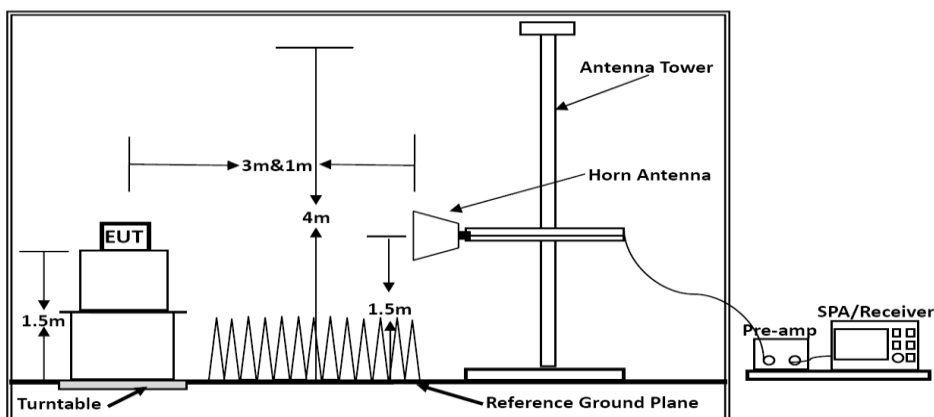 Antenna Tower
3m&1m
Horn Antenna
4m
EUT
1.5m
1.5m
SPA/Receiver
Pre-amp
Turntable
Reference Ground Plane